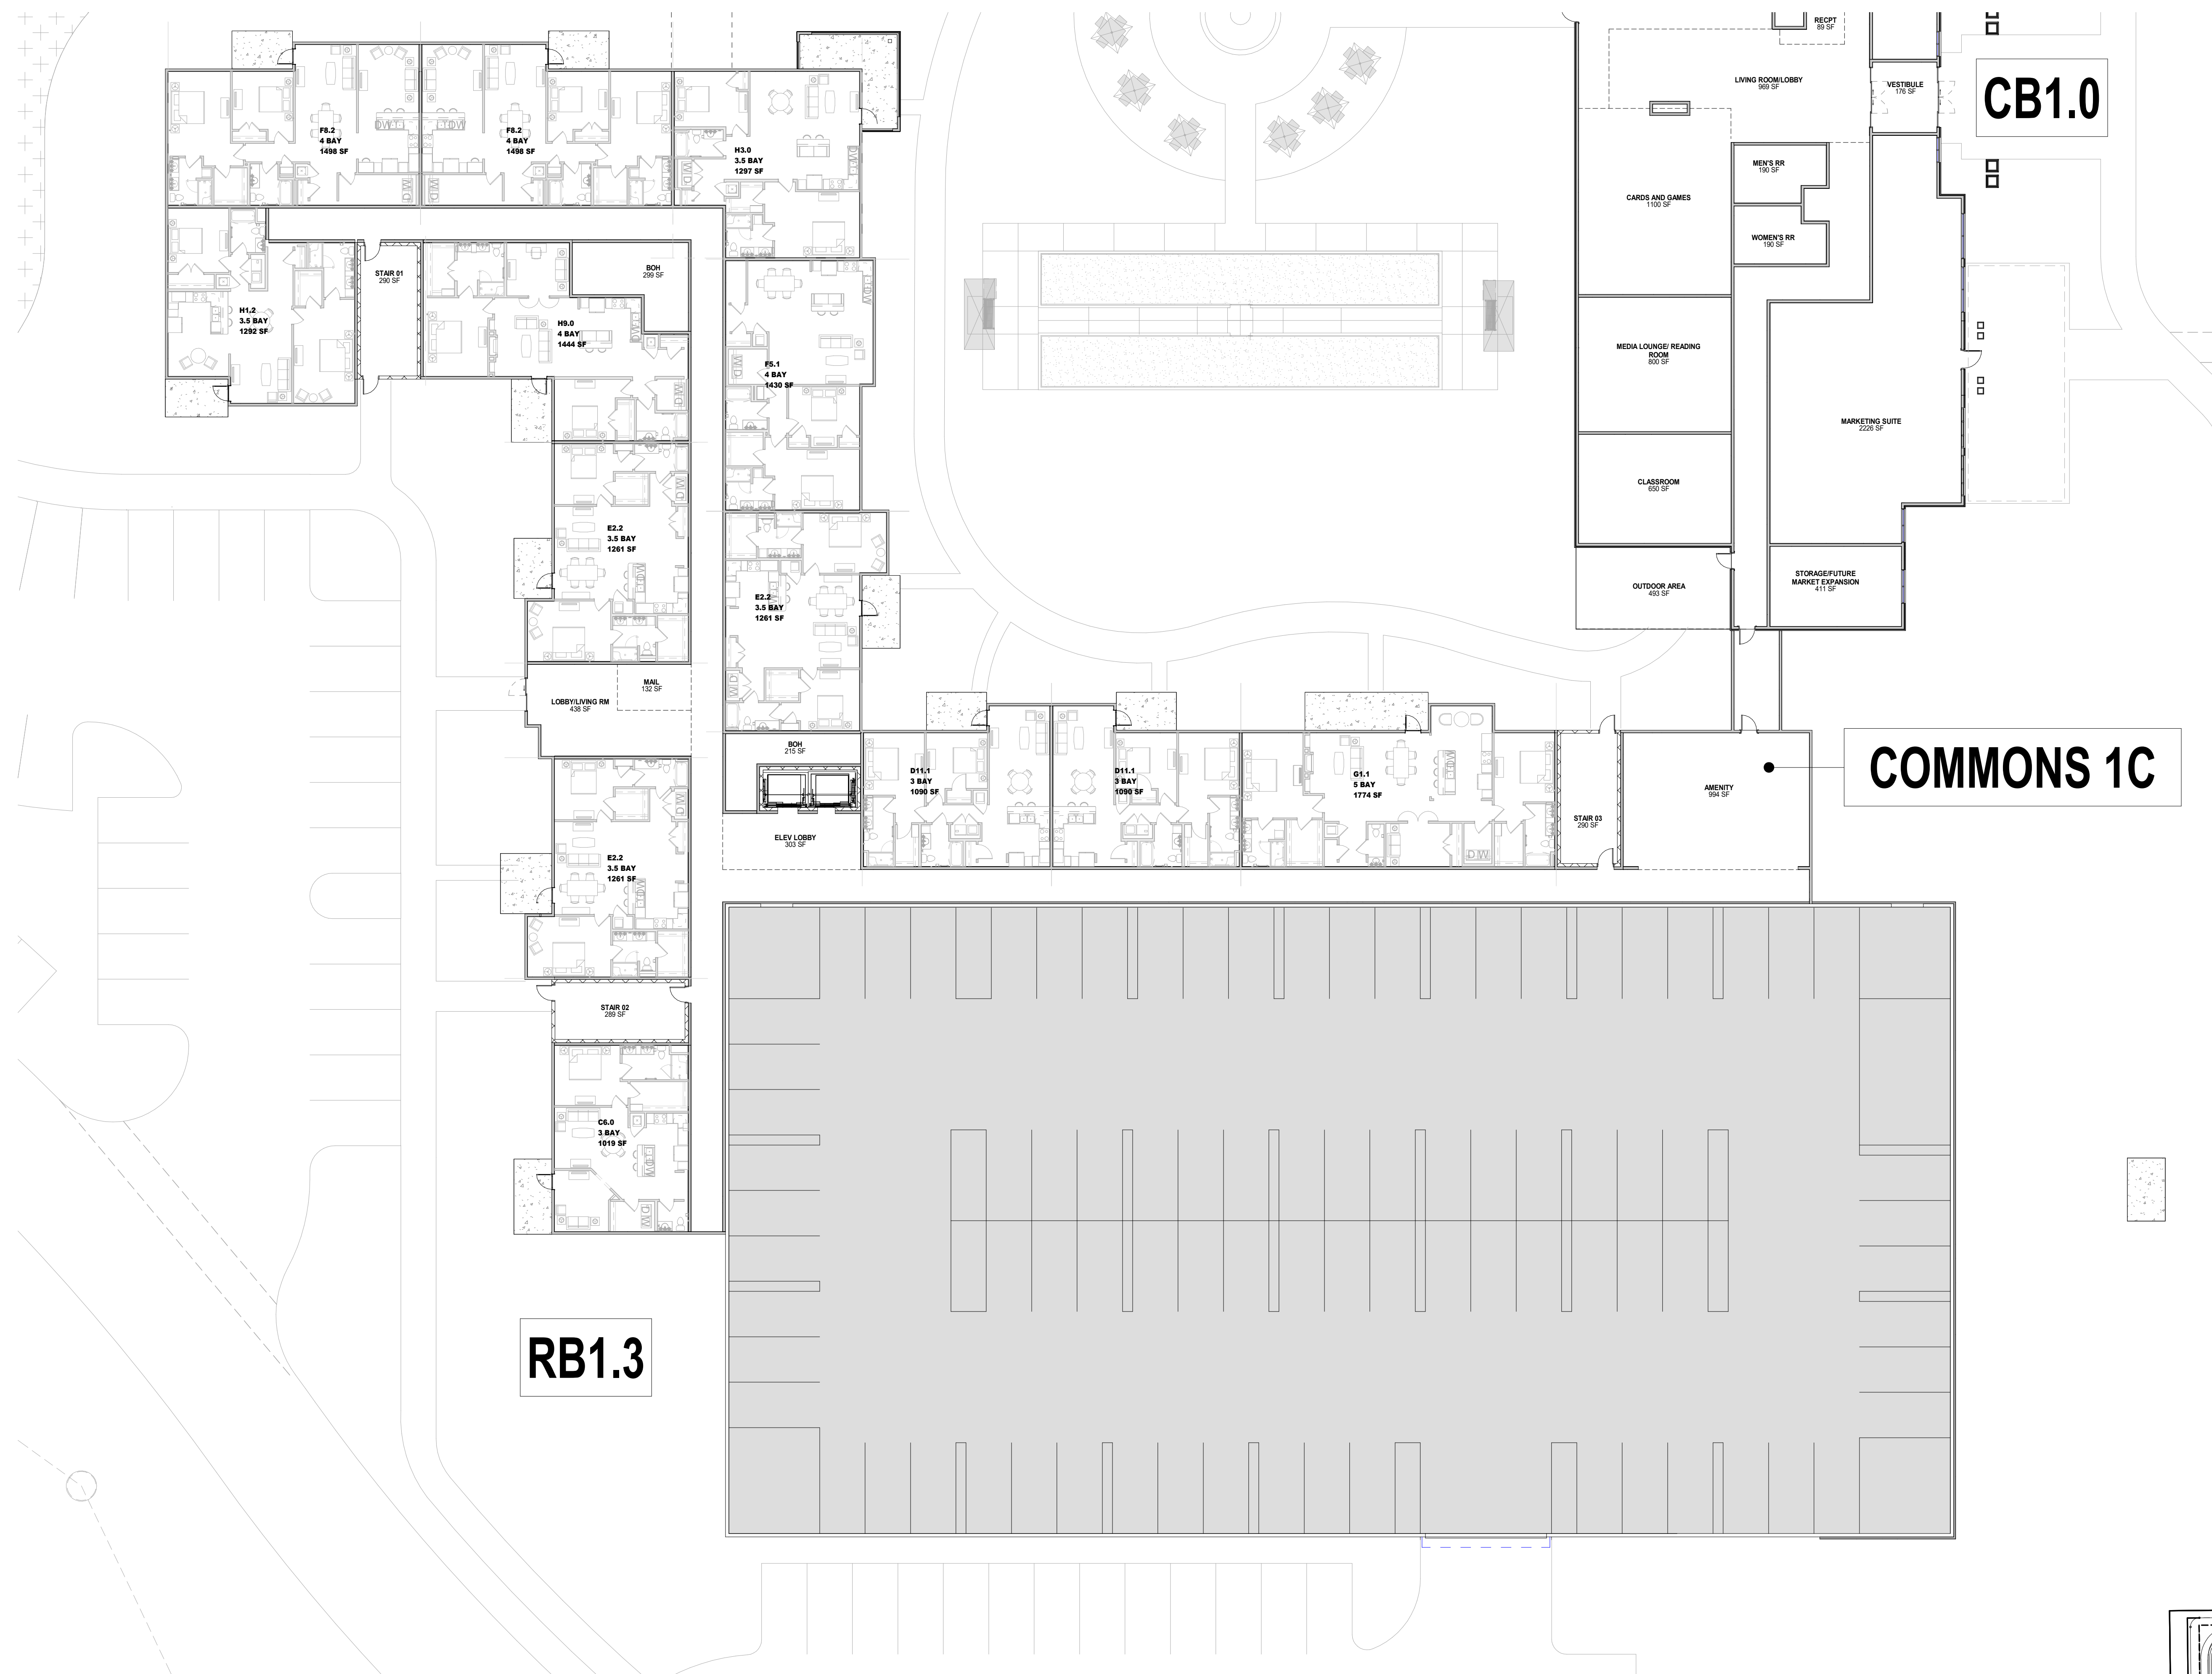 RECPT
89 SF
LIVING ROOM/LOBBY
969 SF
VESTIBULE
176 SF
CB1.0
F8.2
4 BAY
1498 SF
F8.2
4 BAY
1498 SF
H3.0
3.5 BAY
1297 SF
MEN'S RR
190 SF
CARDS AND GAMES
1100 SF
WOMEN'S RR
190 SF
STAIR 01
290 SF
BOH
299 SF
H1.2
3.5 BAY
1292 SF
H9.0
4 BAY
1444 SF
F5.1
4 BAY
1430 SF
MEDIA LOUNGE/ READING
ROOM
800 SF
MARKETING SUITE
2226 SF
CLASSROOM
650 SF
E2.2
3.5 BAY
1261 SF
E2.2
3.5 BAY
1261 SF
OUTDOOR AREA
493 SF
STORAGE/FUTURE
MARKET EXPANSION
411 SF
MAIL
132 SF
LOBBY/LIVING RM
438 SF
BOH
215 SF
D11.1
3 BAY
1090 SF
D11.1
3 BAY
1090 SF
G1.1
5 BAY
1774 SF
STAIR 03
290 SF
AMENITY
994 SF
COMMONS 1C
ELEV LOBBY
303 SF
E2.2
3.5 BAY
1261 SF
STAIR 02
289 SF
C6.0
3 BAY
1019 SF
RB1.3